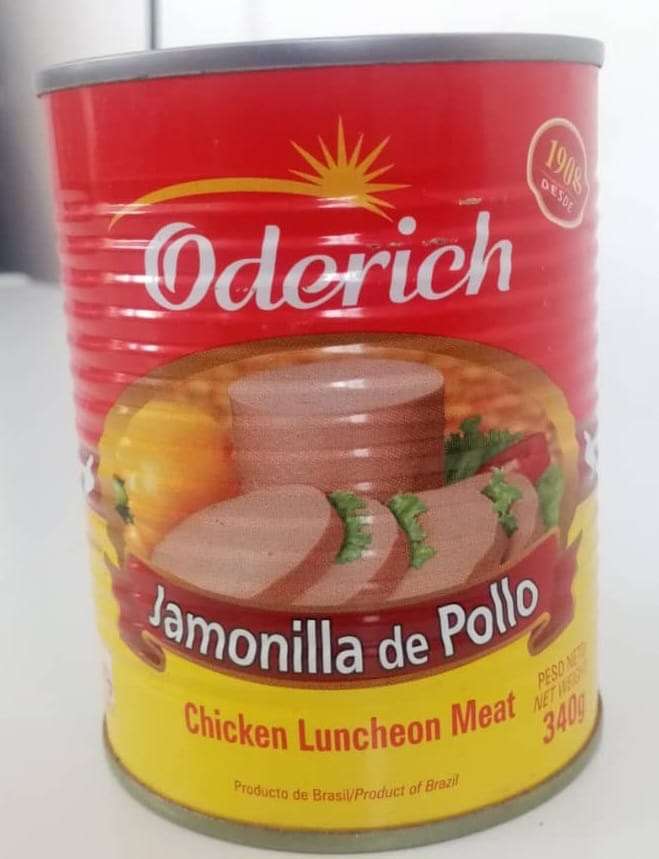 1908
DESDE
Oderich
Jamonilla de Pollo
Chicken Luncheon Meat
PESO NETO
NET WEIGHT
340g
Producto de Brasil/Product of Brazil